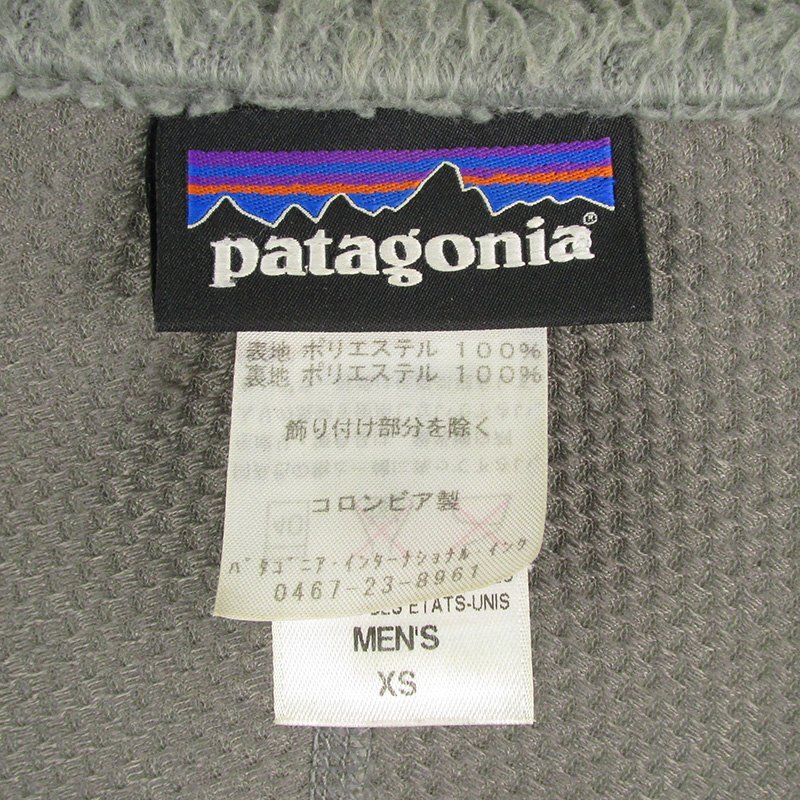 patagonia®
表地 ポリエステル 100%
裏地 ポリエステル 100%
飾り付け部分を除く
コロンビア製
パタゴニア・インターナショナル・インク
0467-23-8961
DES ETATS-UNIS
MEN'S
XS